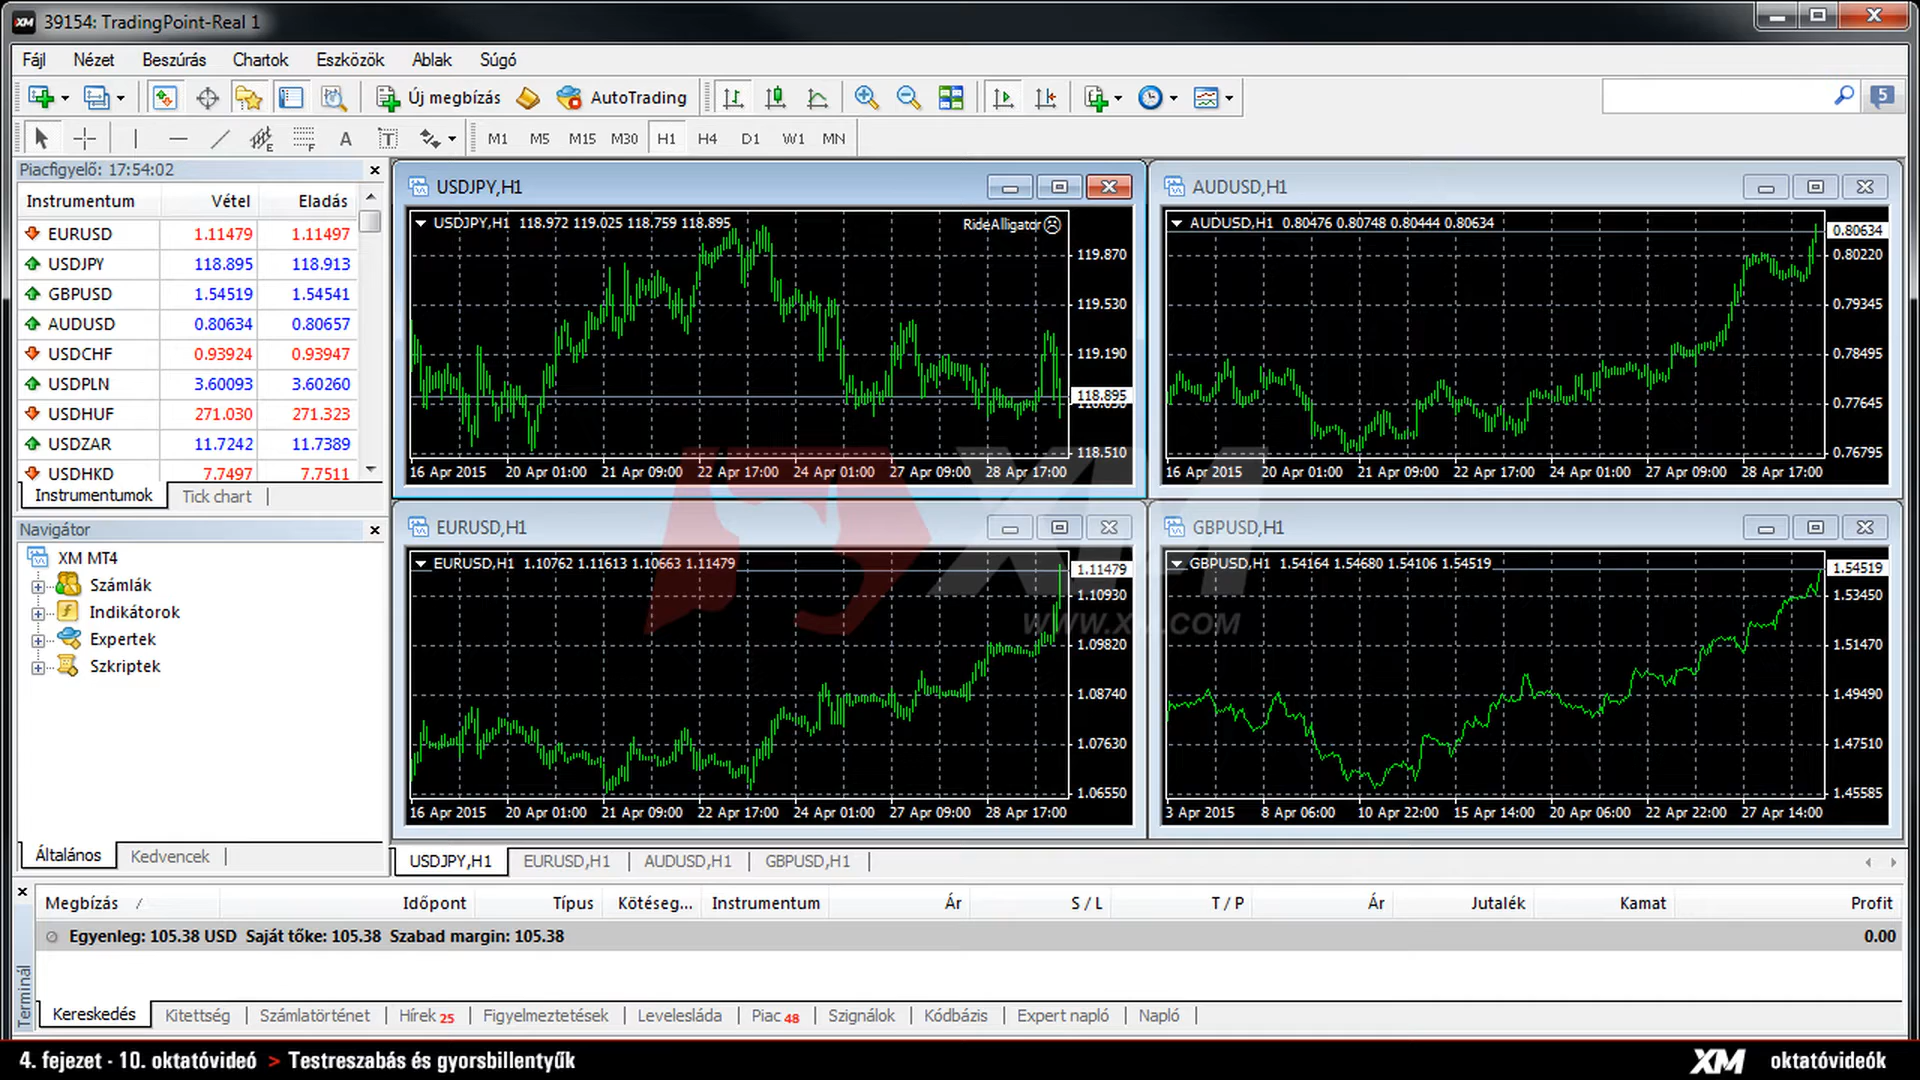 39154: TradingPoint-Real 1
Fájl Nézet Beszúrás Chartok Eszközök Ablak Súgó
Új megbízás AutoTrading 5
A T M1 M5 M15 M30 H1 H4 D1 W1 MN
Piacfigyelő: 17:54:02
Instrumentum Vétel Eladás
EURUSD 1.11479 1.11497
USDJPY 118.895 118.913
GBPUSD 1.54519 1.54541
AUDUSD 0.80634 0.80657
USDCHF 0.93924 0.93947
USDPLN 3.60093 3.60260
USDHUF 271.030 271.323
USDZAR 11.7242 11.7389
USDHKD 7.7497 7.7511
Instrumentumok Tick chart
Navigátor
XM MT4
Számlák
Indikátorok
Expertek
Szkriptek
Általános Kedvencek
USDJPY,H1
USDJPY,H1 118.972 119.025 118.759 118.895 RideAlligator
119.870
119.530
119.190
118.895
118.510
16 Apr 2015 20 Apr 01:00 21 Apr 09:00 22 Apr 17:00 24 Apr 01:00 27 Apr 09:00 28 Apr 17:00
AUDUSD,H1
AUDUSD,H1 0.80476 0.80748 0.80444 0.80634
0.80634
0.80220
0.79345
0.78495
0.77645
0.76795
16 Apr 2015 20 Apr 01:00 21 Apr 09:00 22 Apr 17:00 24 Apr 01:00 27 Apr 09:00 28 Apr 17:00
EURUSD,H1
EURUSD,H1 1.10762 1.11613 1.10663 1.11479
1.11479
1.10930
1.09820
1.08740
1.07630
1.06550
16 Apr 2015 20 Apr 01:00 21 Apr 09:00 22 Apr 17:00 24 Apr 01:00 27 Apr 09:00 28 Apr 17:00
GBPUSD,H1
GBPUSD,H1 1.54164 1.54680 1.54106 1.54519
1.54519
1.53450
1.51470
1.49490
1.47510
1.45585
3 Apr 2015 8 Apr 06:00 10 Apr 22:00 15 Apr 14:00 20 Apr 06:00 22 Apr 22:00 27 Apr 14:00
XM
WWW.XM.COM
USDJPY,H1 EURUSD,H1 AUDUSD,H1 GBPUSD,H1
Megbízás / Időpont Típus Kötéseg... Instrumentum Ár S / L T / P Ár Jutalék Kamat Profit
Egyenleg: 105.38 USD Saját tőke: 105.38 Szabad margin: 105.38 0.00
Terminál
Kereskedés Kitettség Számlatörténet Hírek 25 Figyelmeztetések Levelesláda Piac 48 Szignálok Kódbázis Expert napló Napló
4. fejezet - 10. oktatóvideó > Testreszabás és gyorsbillentyűk XM oktatóvideók